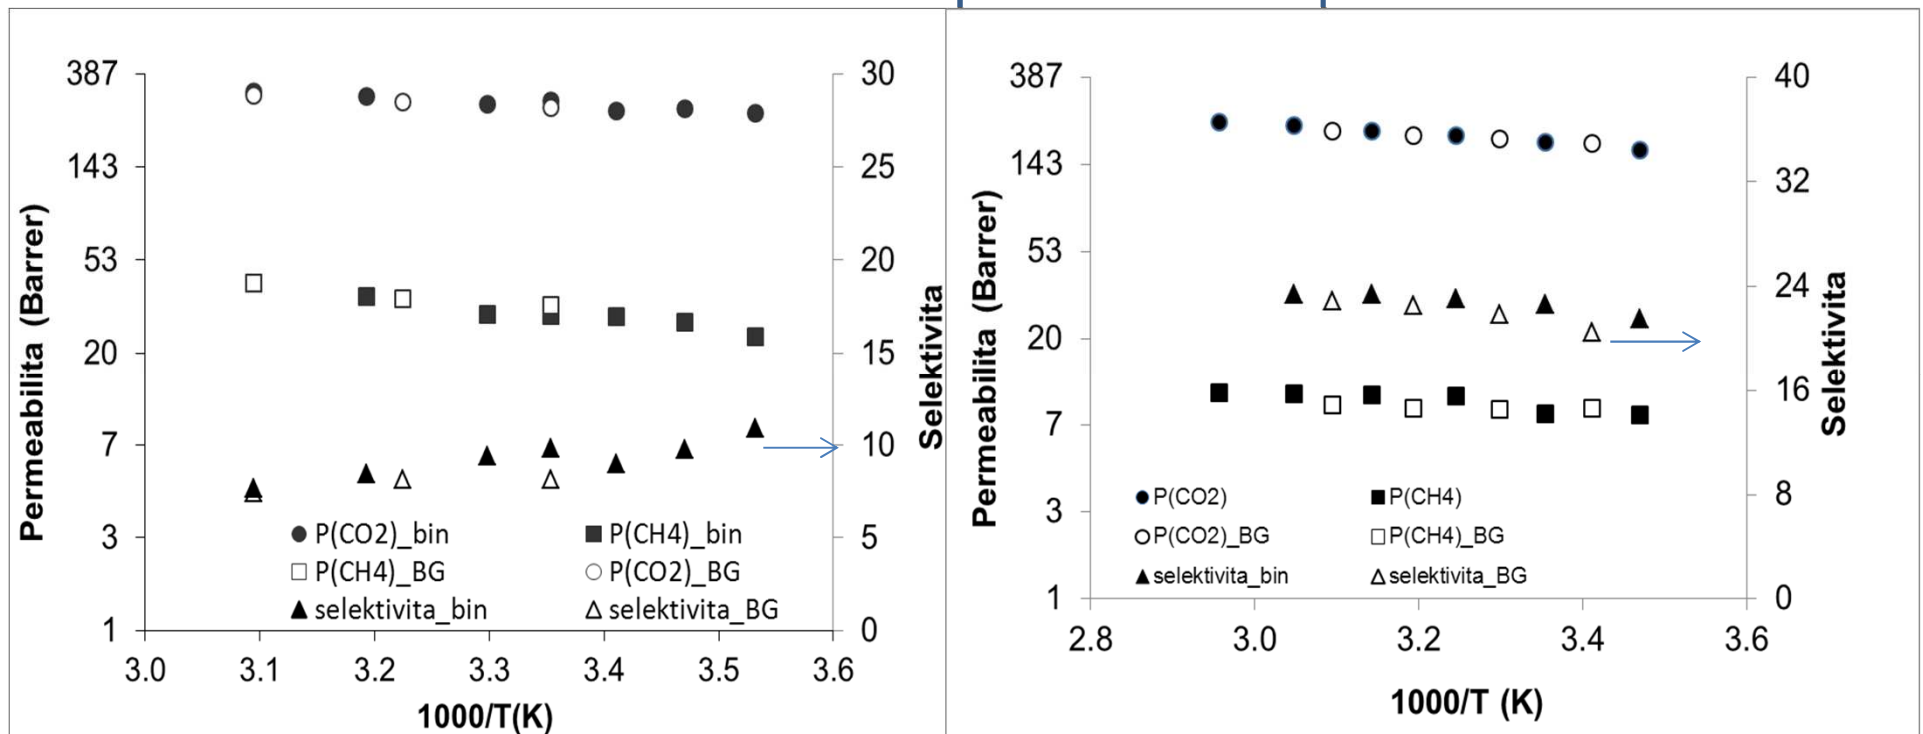 387
143
53
20
7
3
1
Permeabilita (Barrer)
30
25
20
15
10
5
0
Selektivita
P(CO2)_bin
P(CH4)_bin
P(CH4)_BG
P(CO2)_BG
selektivita_bin
selektivita_BG
3.0 3.1 3.2 3.3 3.4 3.5 3.6
1000/T(K)
387
143
53
20
7
3
1
Permeabilita (Barrer)
40
32
24
16
8
0
Selektivita
P(CO2)
P(CH4)
P(CO2)_BG
P(CH4)_BG
selektivita_bin
selektivita_BG
2.8 3.0 3.2 3.4 3.6
1000/T (K)